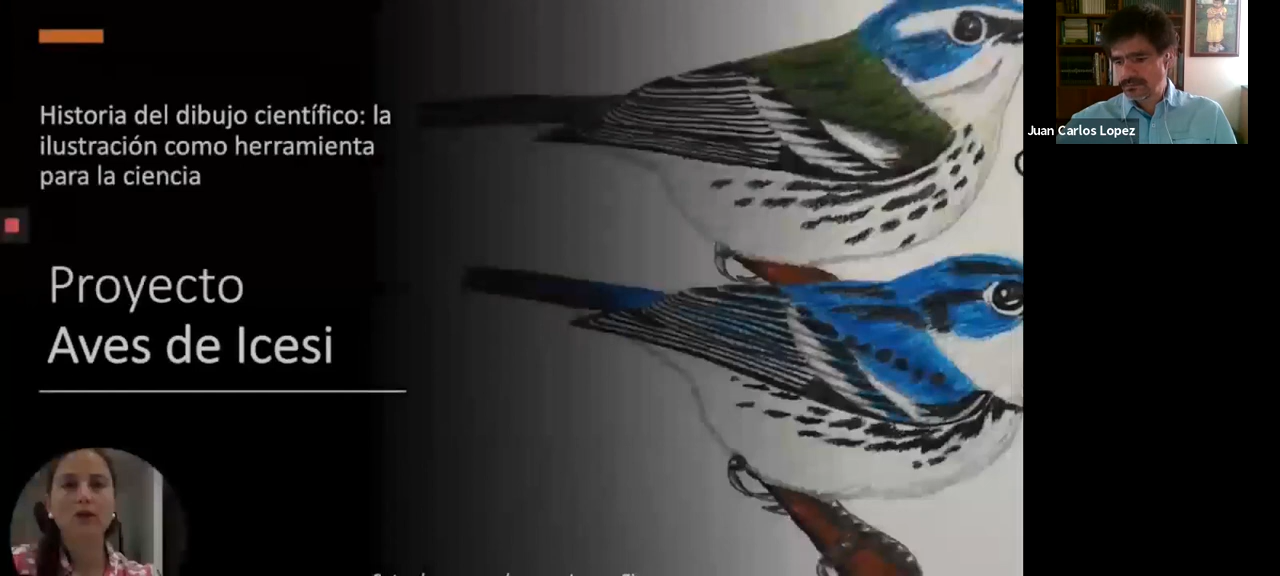 Historia del dibujo científico: la
ilustración como herramienta
para la ciencia
Proyecto
Aves de Icesi
Juan Carlos Lopez